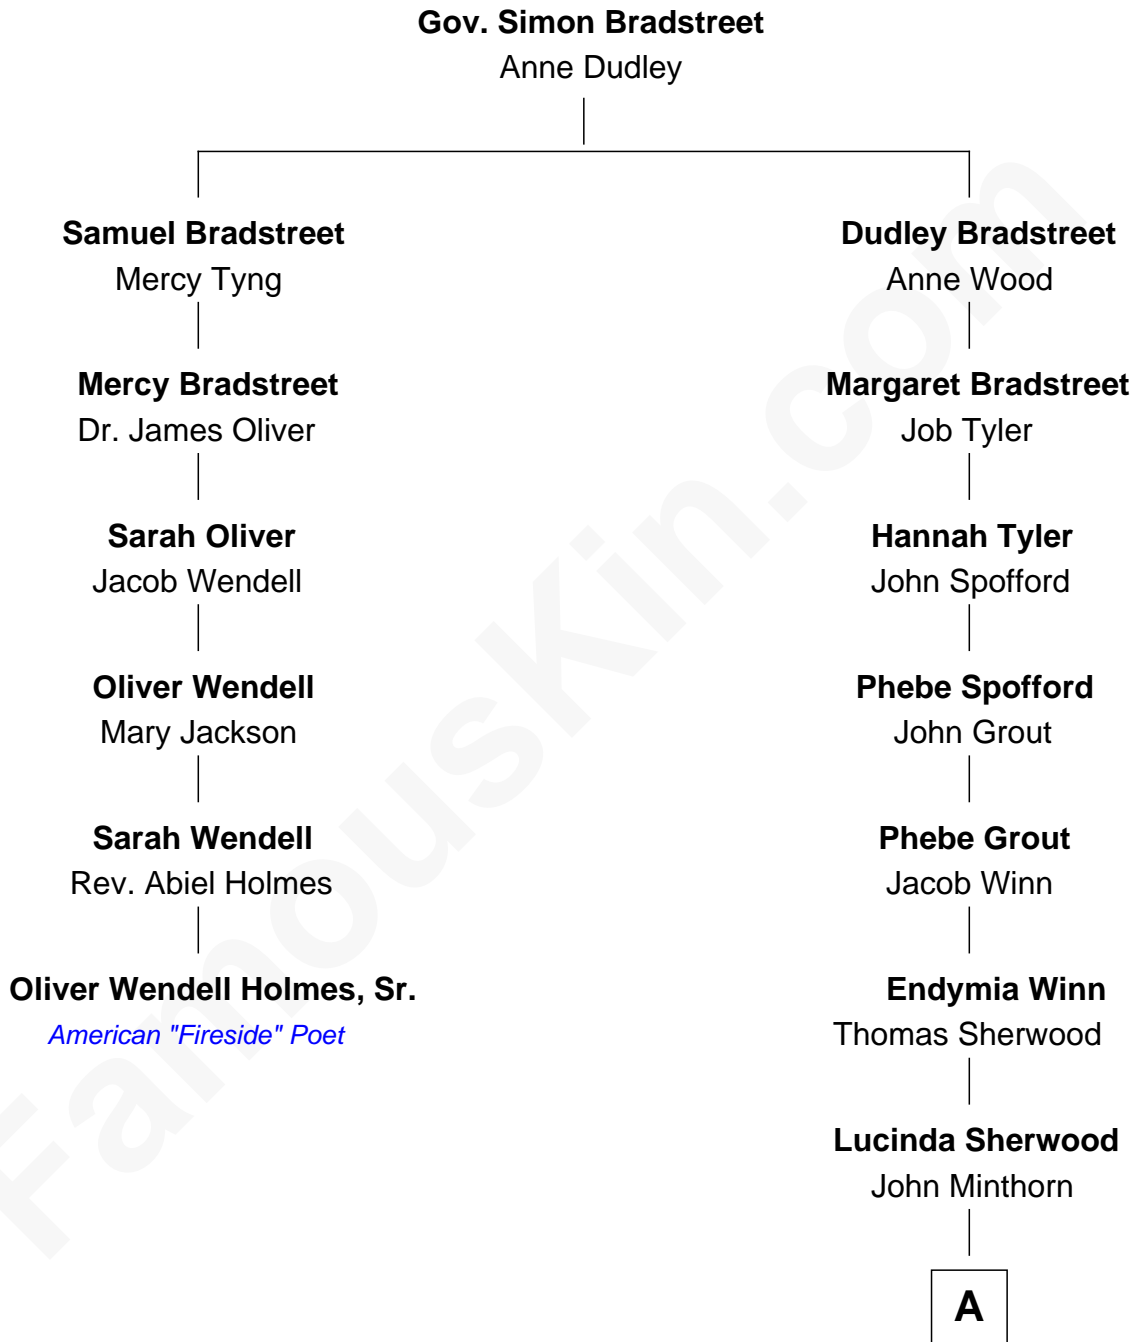 Gov. Simon Bradstreet
Anne Dudley
Samuel Bradstreet
Mercy Tyng
Mercy Bradstreet
Dr. James Oliver
Sarah Oliver
Jacob Wendell
Oliver Wendell
Mary Jackson
Sarah Wendell
Rev. Abiel Holmes
Oliver Wendell Holmes, Sr.
American "Fireside" Poet
Dudley Bradstreet
Anne Wood
Margaret Bradstreet
Job Tyler
Hannah Tyler
John Spofford
Phebe Spofford
John Grout
Phebe Grout
Jacob Winn
Endymia Winn
Thomas Sherwood
Lucinda Sherwood
John Minthorn
A
FamousKin.com